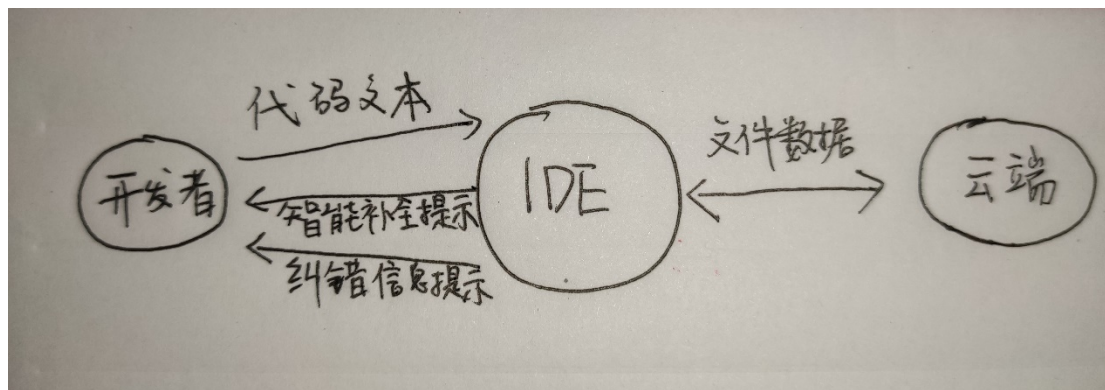 代码文本
开发者
智能补全提示
纠错信息提示
IDE
文件数据
云端